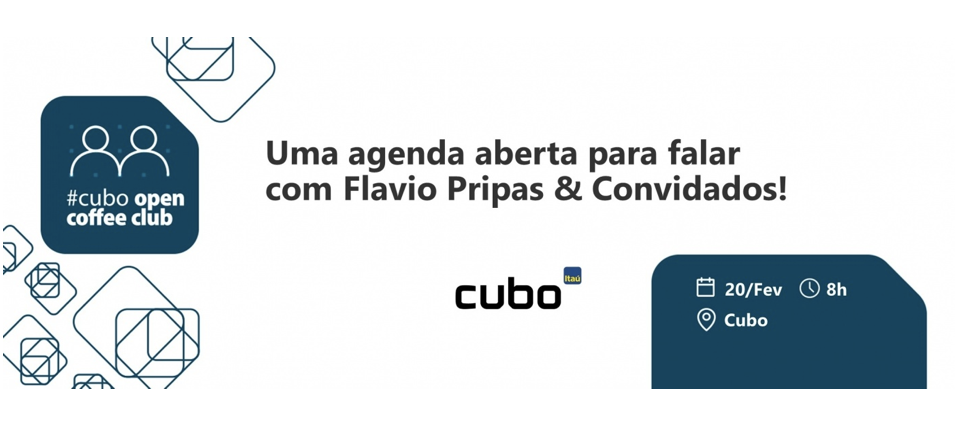 #cubo open
coffee club
Uma agenda aberta para falar
com Flavio Pripas & Convidados!
cubo Itaú
20/Fev 8h
Cubo